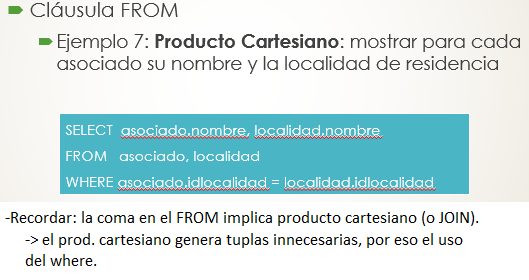 Cláusula FROM
Ejemplo 7: Producto Cartesiano: mostrar para cada
asociado su nombre y la localidad de residencia
SELECT asociado.nombre, localidad.nombre
FROM asociado, localidad
WHERE asociado.idlocalidad = localidad.idlocalidad
-Recordar: la coma en el FROM implica producto cartesiano (o JOIN).
-> el prod. cartesiano genera tuplas innecesarias, por eso el uso
del where.